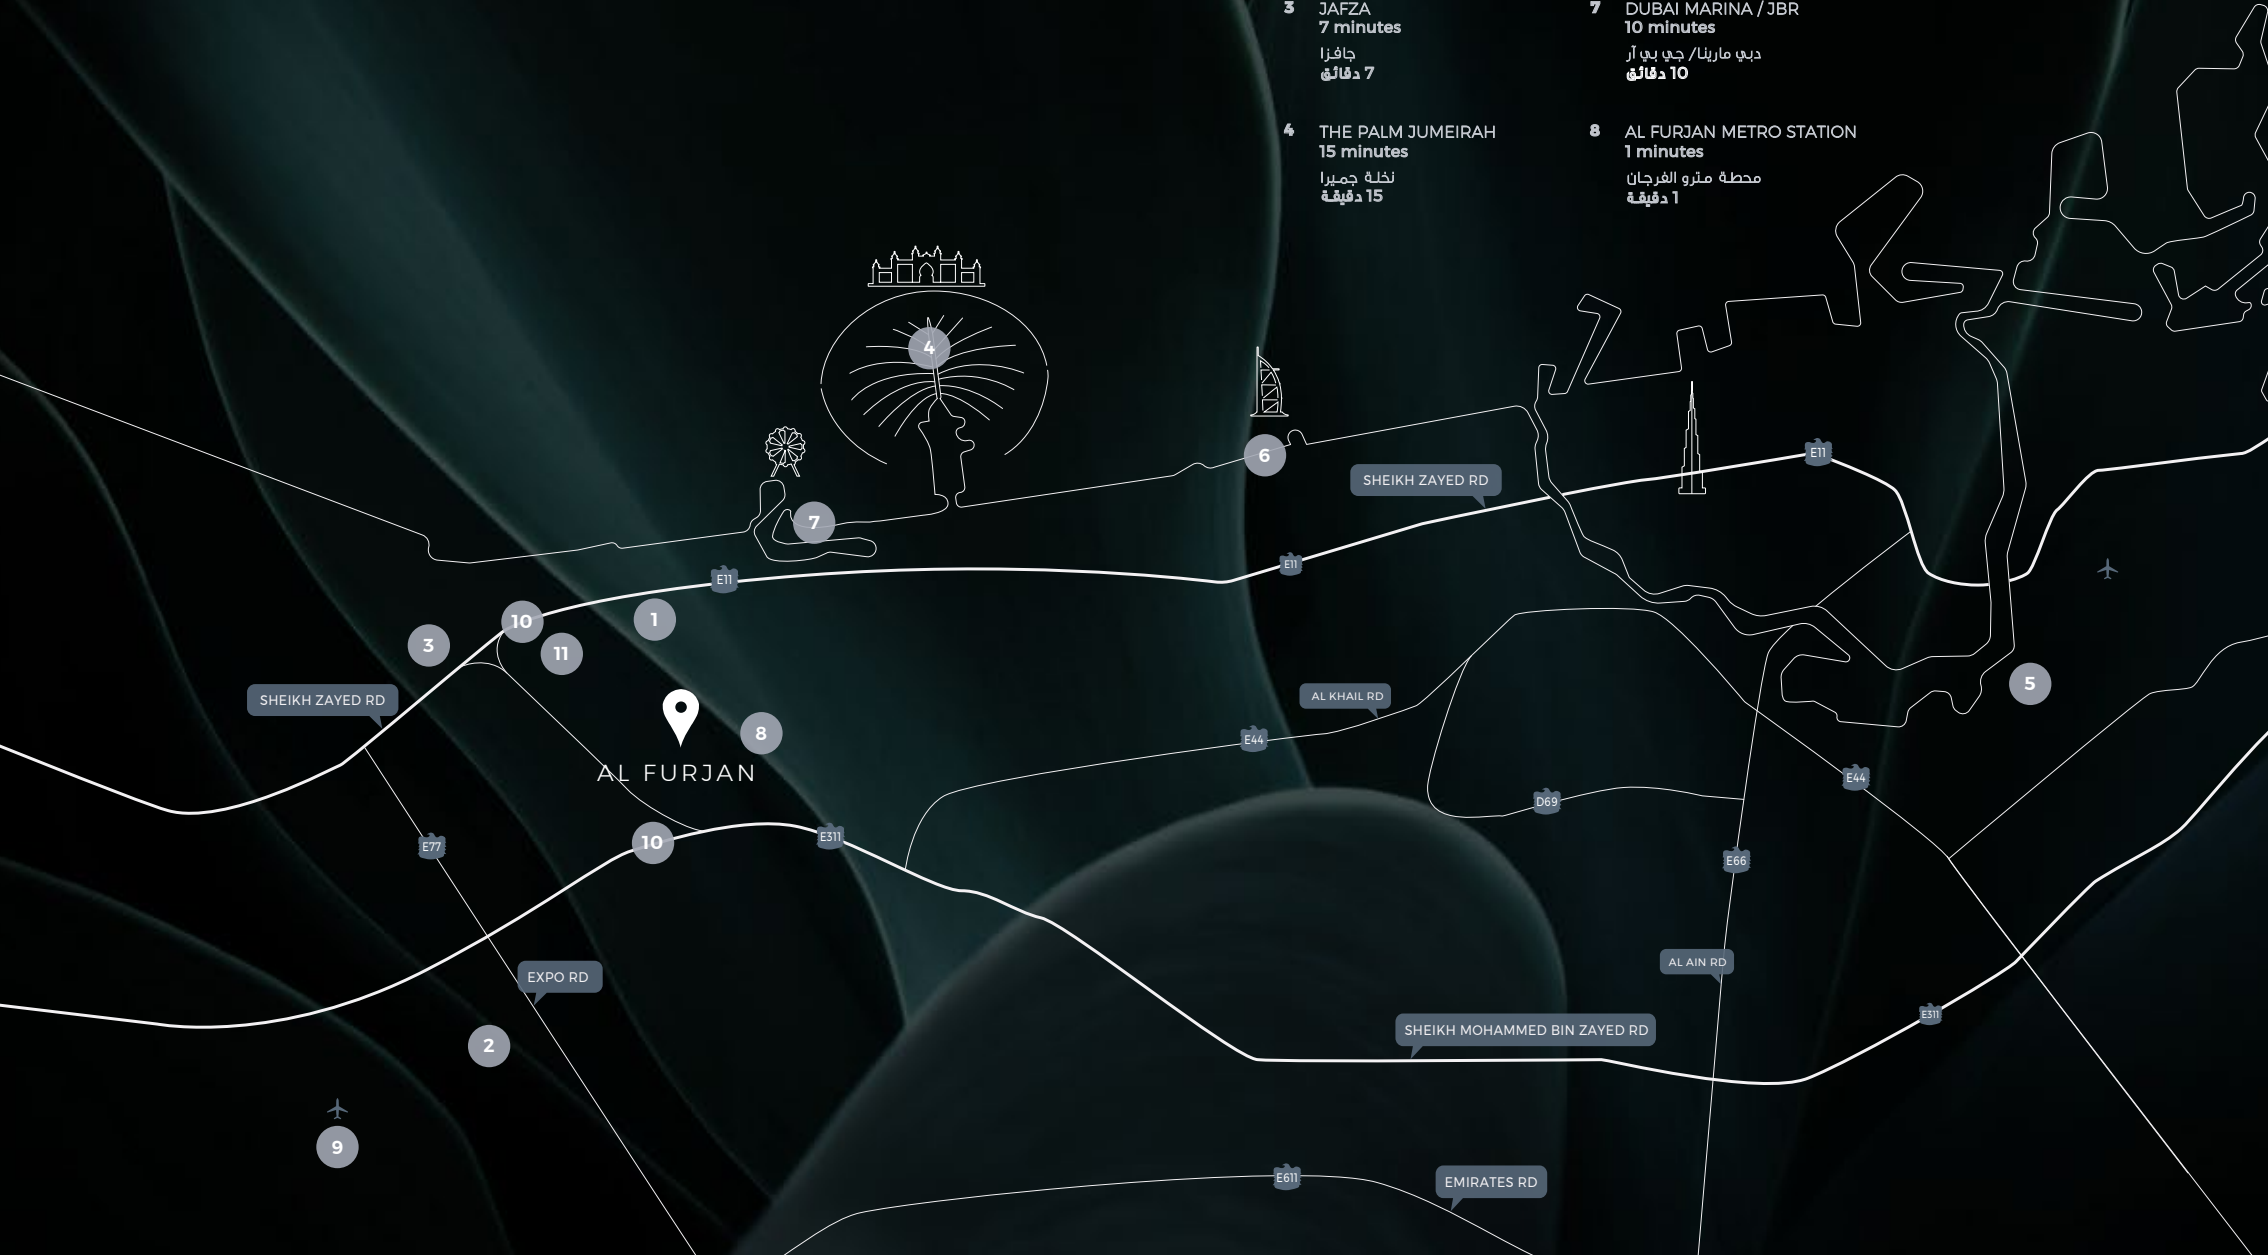 3 JAFZA
7 minutes
جافزا
7 دقائق
7 DUBAI MARINA / JBR
10 minutes
دبي مارينا/ جي بي آر
10 دقائق
4 THE PALM JUMEIRAH
15 minutes
نخلة جميرا
15 دقيقة
8 AL FURJAN METRO STATION
1 minutes
محطة مترو الفرجان
1 دقيقة
4
6
SHEIKH ZAYED RD
E11
7
E11
E11
10
1
3
11
5
SHEIKH ZAYED RD
AL KHAIL RD
8
E44
AL FURJAN
E44
D69
E311
10
E77
E66
AL AIN RD
EXPO RD
E311
SHEIKH MOHAMMED BIN ZAYED RD
2
9
E611
EMIRATES RD